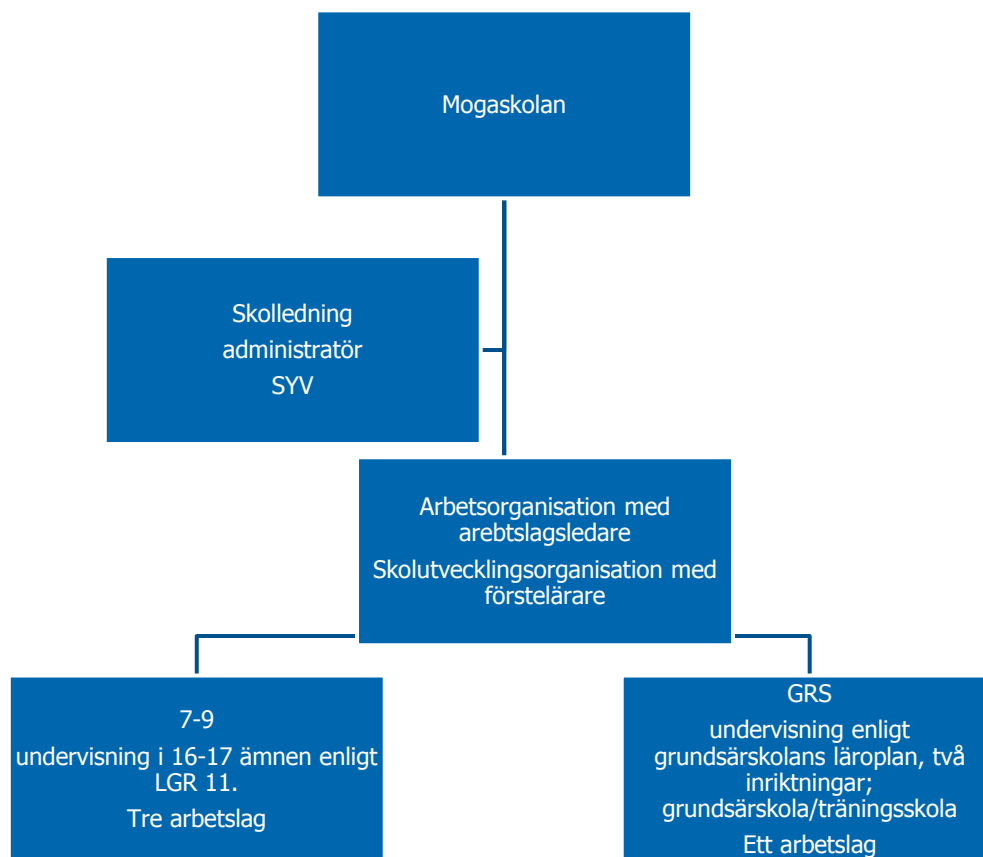 Mogaskolan
Skolledning
administratör
SYV
Arbetsorganisation med
arebtslagsledare
Skolutvecklingsorganisation med
förstelärare
7-9
undervisning i 16-17 ämnen enligt
LGR 11.
Tre arbetslag
GRS
undervisning enligt
grundsärskolans läroplan, två
inriktningar;
grundsärskola/träningsskola
Ett arbetslag